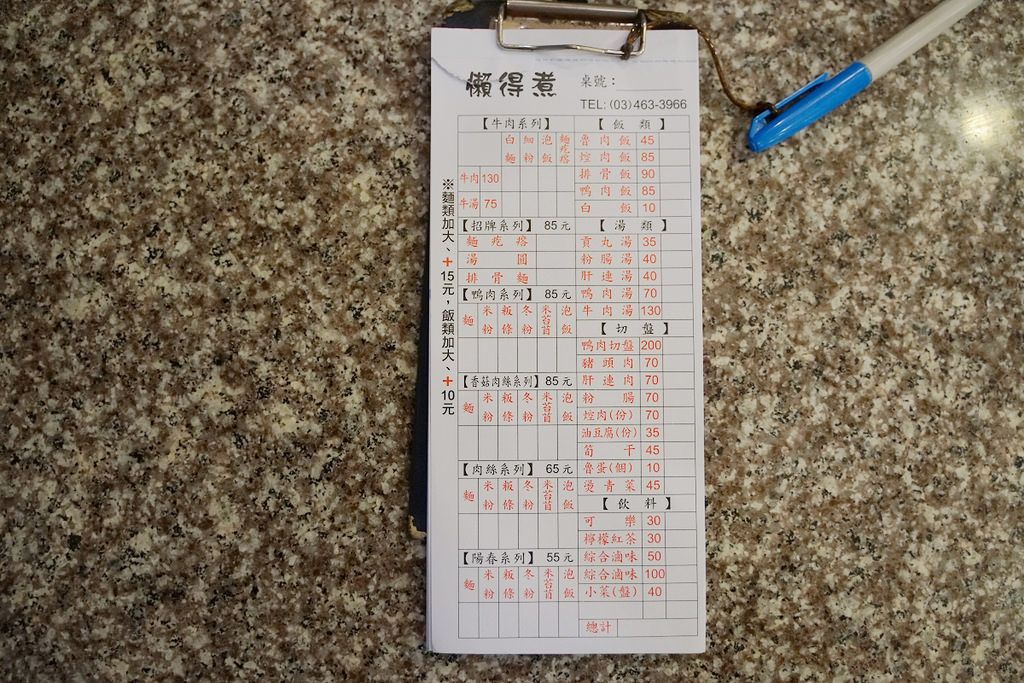 懶得煮
桌號：
TEL: (03)463-3966
※麵類加大、+15元，飯類加大、+10元
【牛肉系列】
白麵 細粉 泡飯 麵疙瘩
牛肉 130
牛湯 75
【招牌系列】 85元
麵疙瘩
湯圓
排骨麵
【鴨肉系列】 85元
麵 米粉 粄條 冬粉 米苔苜 泡飯
【香菇肉絲系列】 85元
麵 米粉 粄條 冬粉 米苔苜 泡飯
【肉絲系列】 65元
麵 米粉 粄條 冬粉 米苔苜 泡飯
【陽春系列】 55元
麵 米粉 粄條 冬粉 米苔苜 泡飯
【飯類】
魯肉飯 45
焢肉飯 85
排骨飯 90
鴨肉飯 85
白飯 10
【湯類】
貢丸湯 35
粉腸湯 40
肝連湯 40
鴨肉湯 70
牛肉湯 130
【切盤】
鴨肉切盤 200
豬頭肉 70
肝連肉 70
粉腸 70
焢肉(份) 70
油豆腐(份) 35
筍干 45
魯蛋(個) 10
燙青菜 45
【飲料】
可樂 30
檸檬紅茶 30
綜合滷味 50
綜合滷味 100
小菜(盤) 40
總計